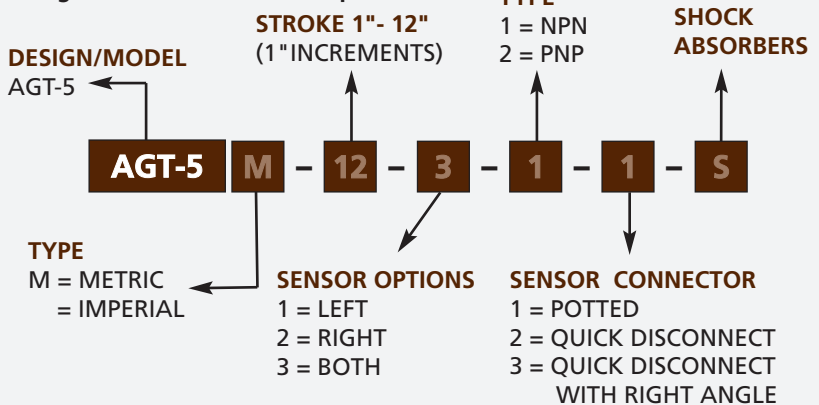 STROKE 1"- 12"
(1"INCREMENTS)
1 = NPN
2 = PNP
SHOCK
ABSORBERS
DESIGN/MODEL
AGT-5
AGT-5 M - 12 - 3 - 1 - 1 - S
TYPE
M = METRIC
= IMPERIAL
SENSOR OPTIONS
1 = LEFT
2 = RIGHT
3 = BOTH
SENSOR CONNECTOR
1 = POTTED
2 = QUICK DISCONNECT
3 = QUICK DISCONNECT
WITH RIGHT ANGLE